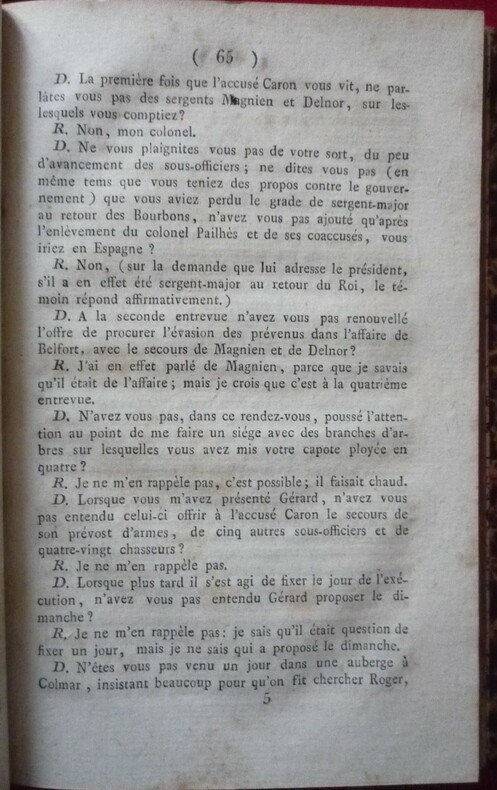 ( 65 )
D. La première fois que l'accusé Caron vous vit, ne par-
lâtes vous pas des sergents Magnien et Delnor, sur les-
lesquels vous comptiez?
R. Non, mon colonel.
D. Ne vous plaignites vous pas de votre sort, du peu
d'avancement des sous-officiers ; ne dites vous pas (en
même tems que vous teniez des propos contre le gouver-
nement ) que vous aviez perdu le grade de sergent-major
au retour des Bourbons, n'avez vous pas ajouté qu'après
l'enlèvement du colonel Pailhès et de ses coaccusés, vous
iriez en Espagne ?
R. Non, (sur la demande que lui adresse le président,
s'il a en effet été sergent-major au retour du Roi, le té-
moin répond affirmativement.)
D. A la seconde entrevue n'avez vous pas renouvellé
l'offre de procurer l'évasion des prévenus dans l'affaire de
Belfort, avec le secours de Magnien et de Delnor?
R. J'ai en effet parlé de Magnien, parce que je savais
qu'il était de l'affaire ; mais je crois que c'est à la quatrième
entrevue.
D. N'avez vous pas, dans ce rendez-vous, poussé l'atten-
tion au point de me faire un siége avec des branches d'ar-
bres sur lesquelles vous avez mis votre capote ployée en
quatre ?
R. Je ne m'en rappèle pas, c'est possible ; il faisait chaud.
D. Lorsque vous m'avez présenté Gérard, n'avez vous
pas entendu celui-ci offrir à l'accusé Caron le secours de
son prévost d'armes, de cinq autres sous-officiers et de
quatre-vingt chasseurs ?
R. Je ne m'en rappèle pas.
D. Lorsque plus tard il s'est agi de fixer le jour de l'exé-
cution, n'avez vous pas entendu Gérard proposer le di-
manche ?
R. Je ne m'en rappèle pas: je sais qu'il était question de
fixer un jour, mais je ne sais qui a proposé le dimanche.
D. N'êtes vous pas venu un jour dans une auberge à
Colmar, insistant beaucoup pour qu'on fit chercher Roger,
5